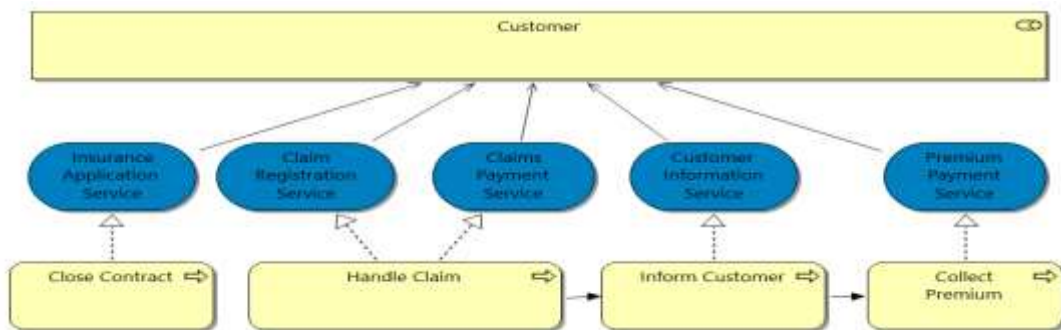 Customer
Insurance
Application
Service
Claim
Registration
Service
Claims
Payment
Service
Customer
Information
Service
Premium
Payment
Service
Close Contract
Handle Claim
Inform Customer
Collect
Premium